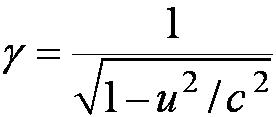 γ = 1 / √(1 − u² / c²)